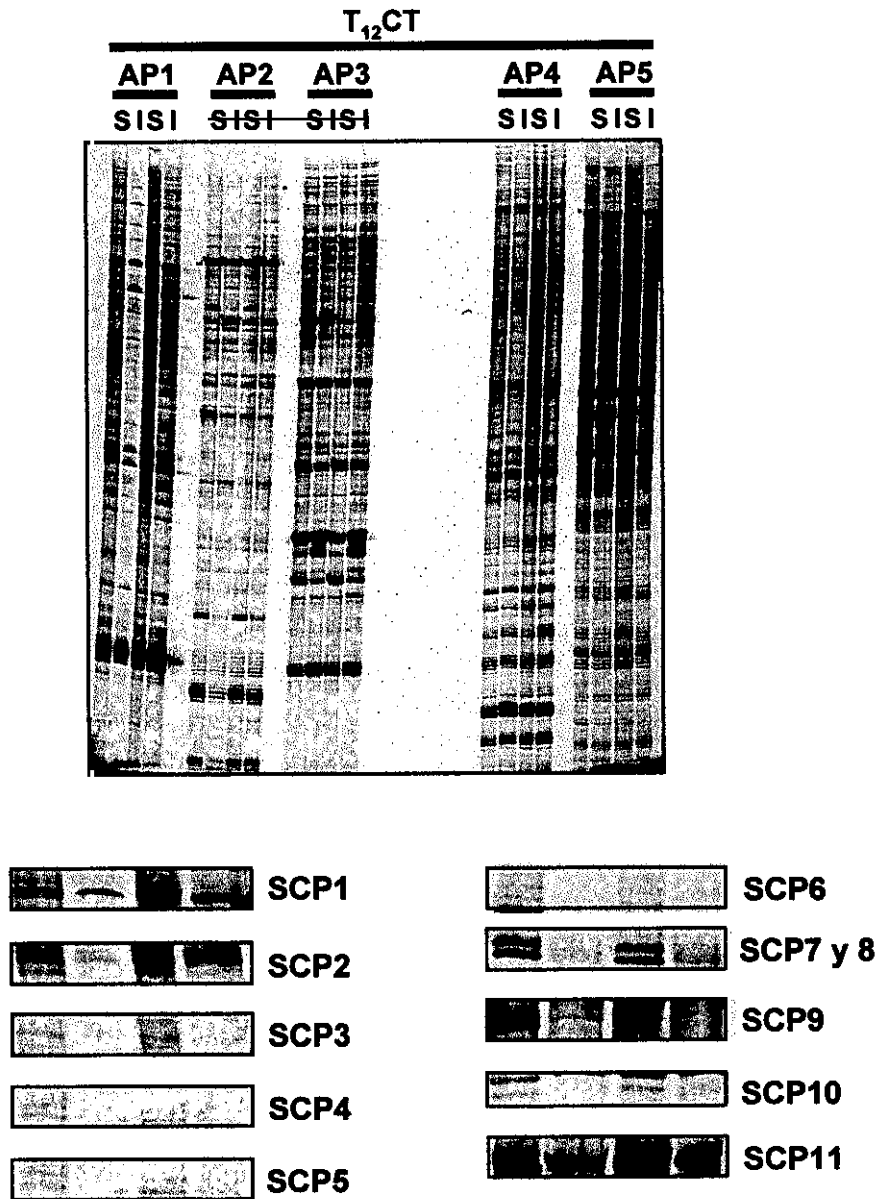 T₁₂CT
AP1 AP2 AP3 AP4 AP5
S I S I S I S I S I S I S I S I S I S I
SCP1
SCP2
SCP3
SCP4
SCP5
SCP6
SCP7 y 8
SCP9
SCP10
SCP11